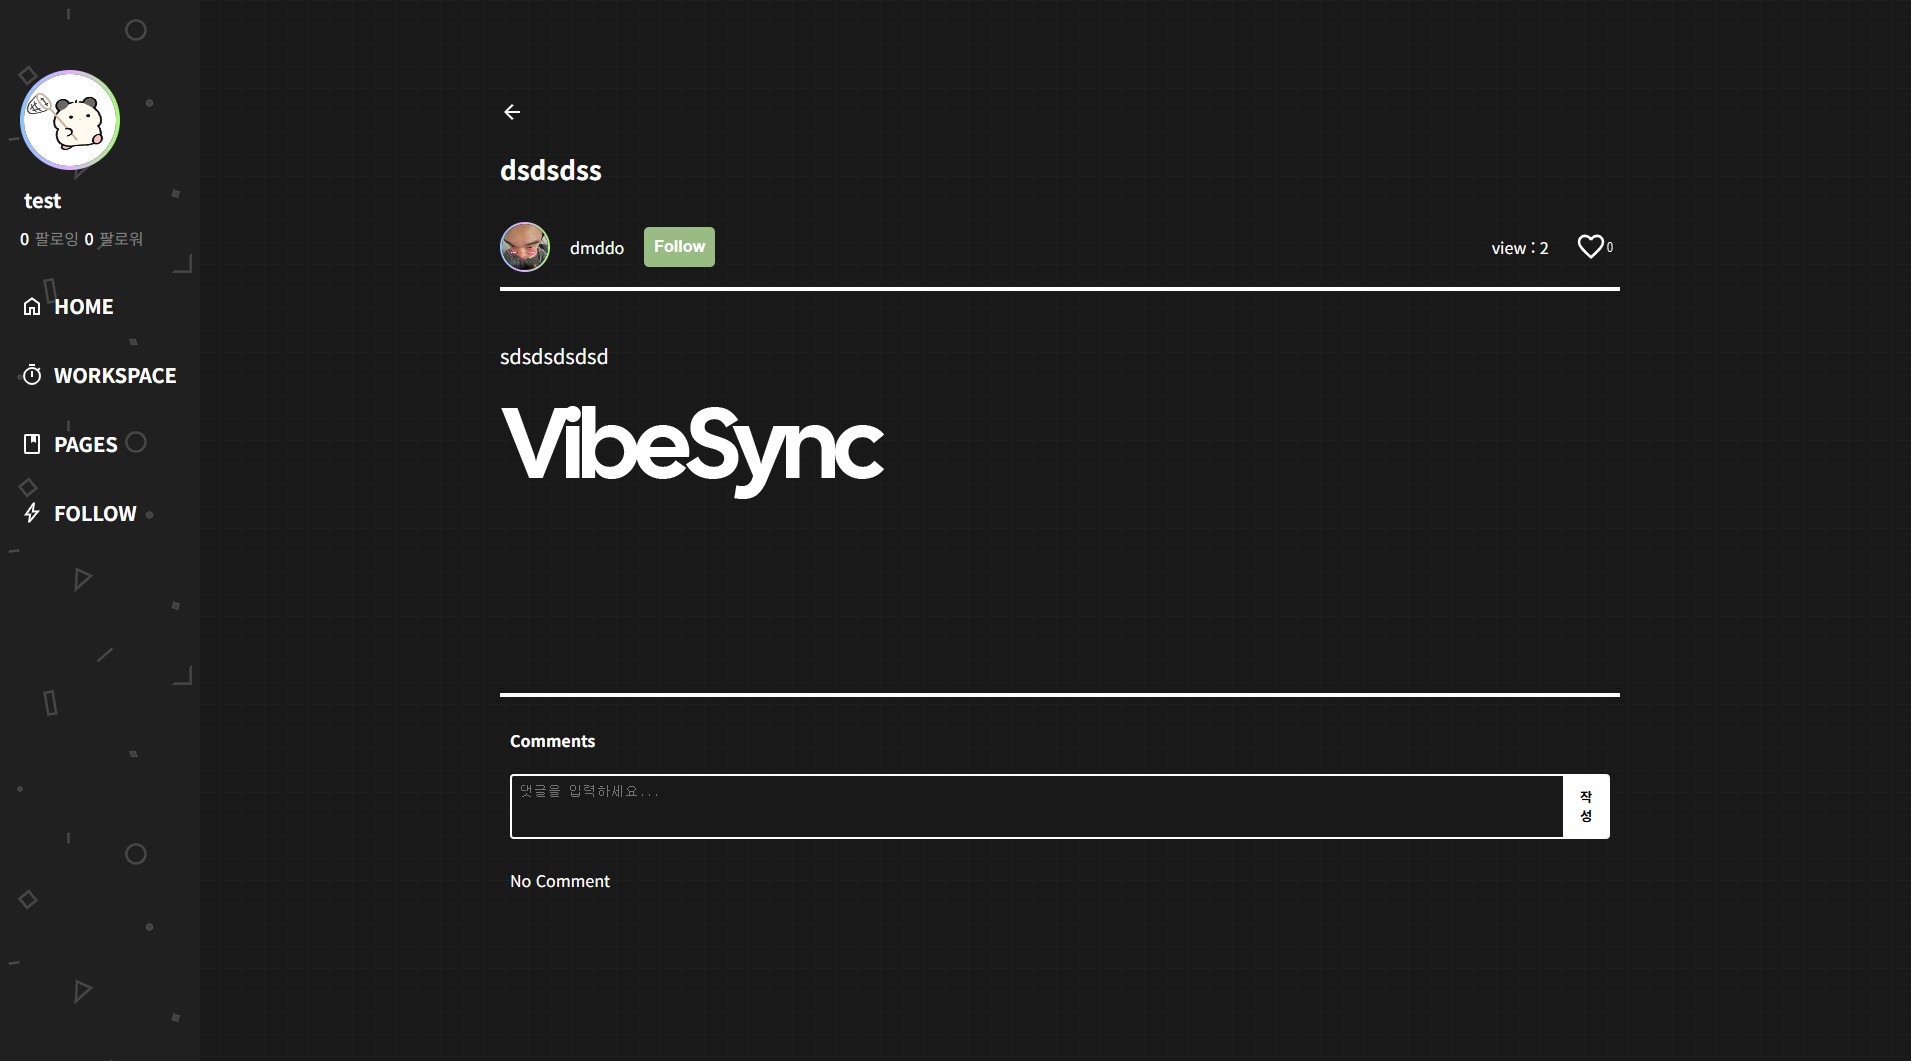 test
0 팔로잉 0 팔로워
HOME
WORKSPACE
PAGES
FOLLOW
dsdsdss
dmddo Follow view : 2 0
sdsdsdsdsd
VibeSync
Comments
댓글을 입력하세요...
작
성
No Comment